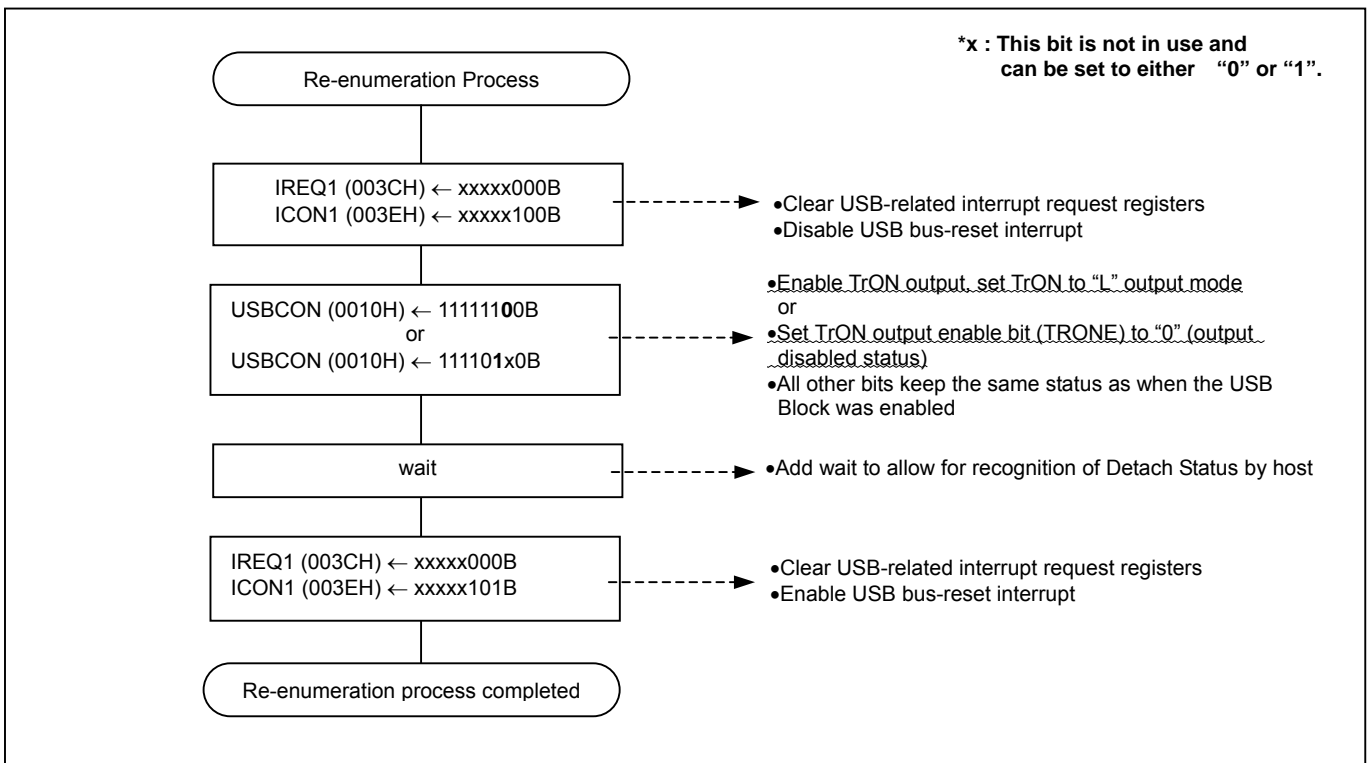 *x : This bit is not in use and
can be set to either “0” or “1”.
Re-enumeration Process
IREQ1 (003CH) ← xxxxx000B
ICON1 (003EH) ← xxxxx100B
•Clear USB-related interrupt request registers
•Disable USB bus-reset interrupt
USBCON (0010H) ← 11111100B
or
USBCON (0010H) ← 111101x0B
•Enable TrON output, set TrON to “L” output mode
or
•Set TrON output enable bit (TRONE) to “0” (output
disabled status)
•All other bits keep the same status as when the USB
Block was enabled
wait
•Add wait to allow for recognition of Detach Status by host
IREQ1 (003CH) ← xxxxx000B
ICON1 (003EH) ← xxxxx101B
•Clear USB-related interrupt request registers
•Enable USB bus-reset interrupt
Re-enumeration process completed